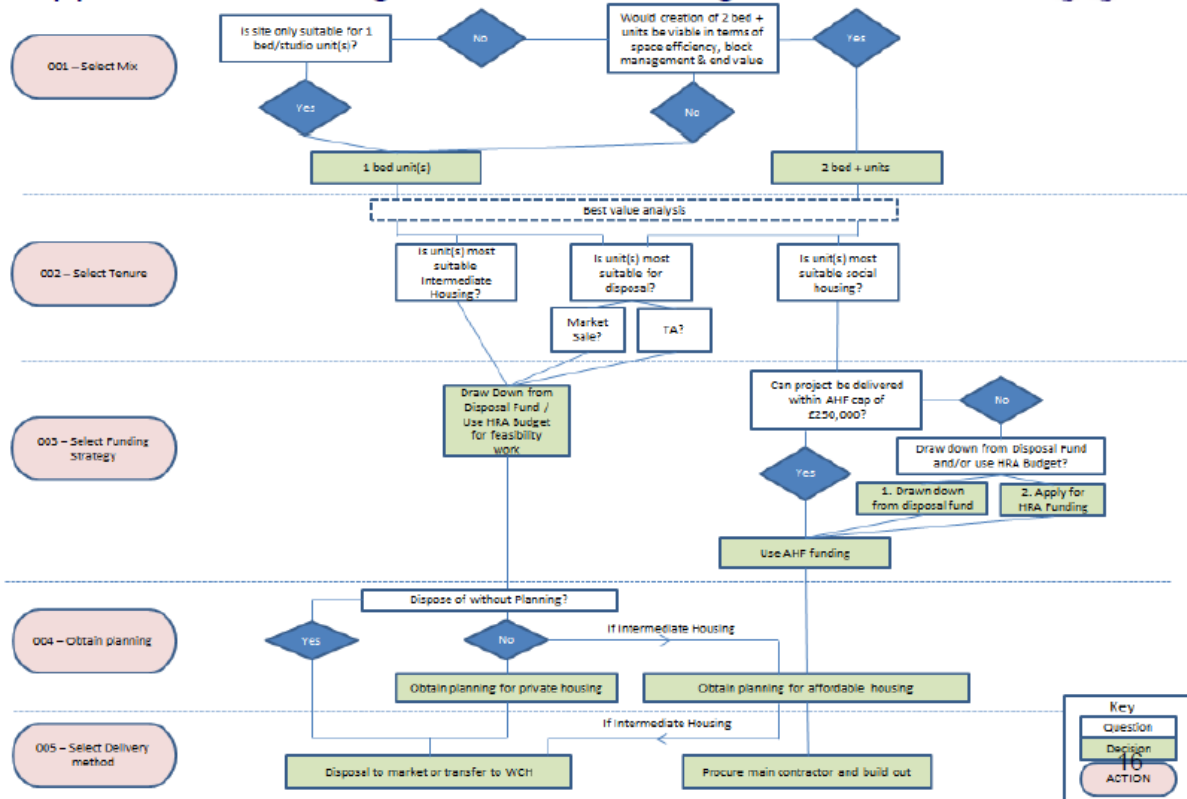 001 – Select Mix
Is site only suitable for 1
bed/studio unit(s)?
No
Would creation of 2 bed +
units be viable in terms of
space efficiency, block
management & end value
Yes
Yes
No
1 bed unit(s)
2 bed + units
Best value analysis
002 – Select Tenure
Is unit(s) most
suitable
Intermediate
Housing?
Is unit(s) most
suitable for
disposal?
Is unit(s) most
suitable social
housing?
Market
Sale?
TA?
003 – Select Funding
Strategy
Draw Down from
Disposal Fund /
Use HRA Budget
for feasibility
work
Can project be delivered
within AHF cap of
£250,000?
No
Yes
Draw down from Disposal Fund
and/or use HRA Budget?
1. Drawn down
from disposal fund
2. Apply for
HRA Funding
Use AHF funding
004 – Obtain planning
Dispose of without Planning?
Yes
No
If Intermediate Housing
Obtain planning for private housing
Obtain planning for affordable housing
005 – Select Delivery
method
If Intermediate Housing
Disposal to market or transfer to WCH
Procure main contractor and build out
Key
Question
Decision
16
ACTION